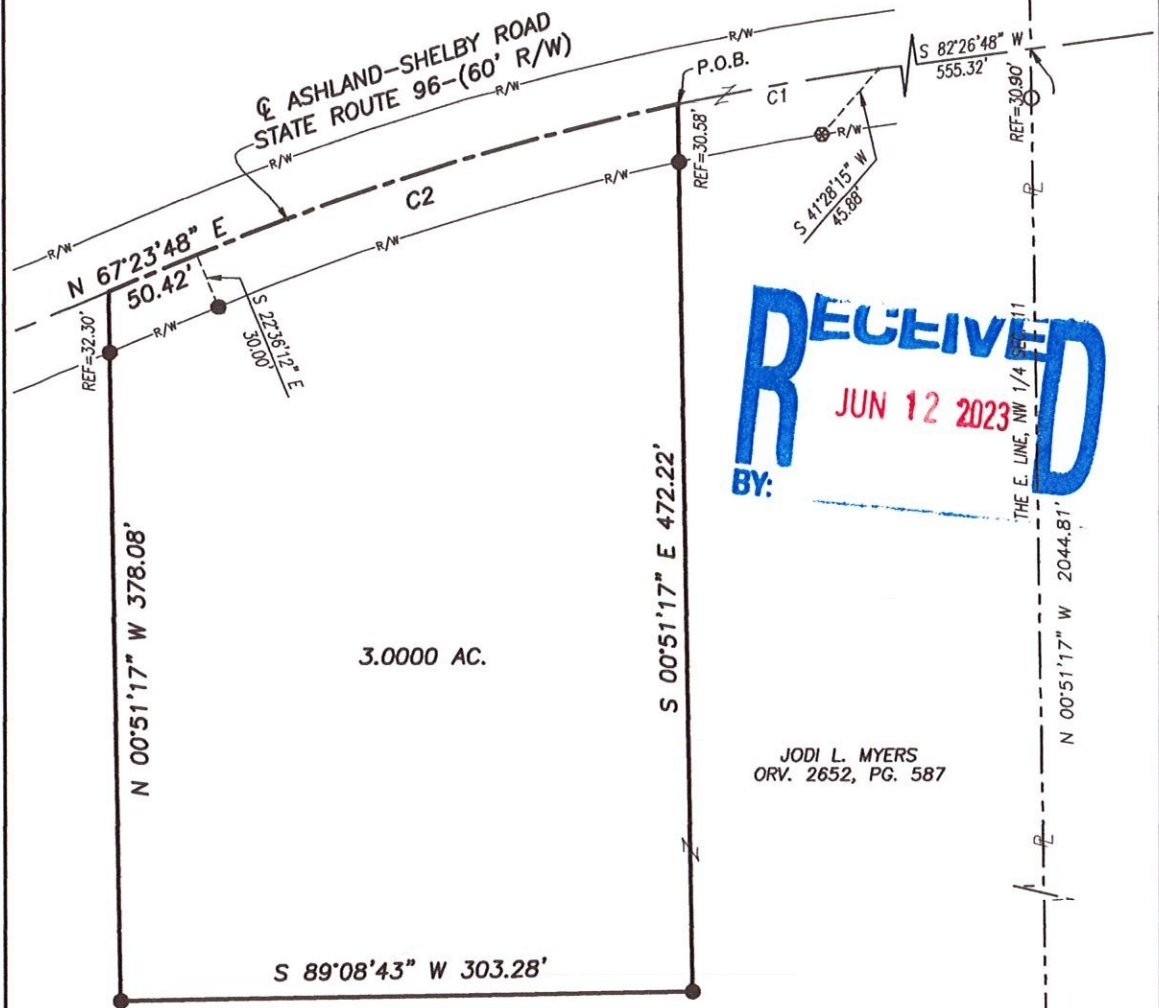 ℄ ASHLAND-SHELBY ROAD
STATE ROUTE 96-(60' R/W)
R/W
R/W
R/W
R/W
P.O.B.
C1
S 82°26'48" W
555.32'
REF=30.90'
REF=30.58'
R/W
S 41°28'15" W
45.88'
C2
R/W
R/W
N 67°23'48" E
50.42'
R/W
REF=32.30'
S 22°36'12" E
30.00'
℄
RECEIVED
JUN 12 2023
BY:
THE E. LINE, NW 1/4 SEC. 11
N 00°51'17" W 2044.81'
N 00°51'17" W 378.08'
S 00°51'17" E 472.22'
3.0000 AC.
JODI L. MYERS
ORV. 2652, PG. 587
S 89°08'43" W 303.28'